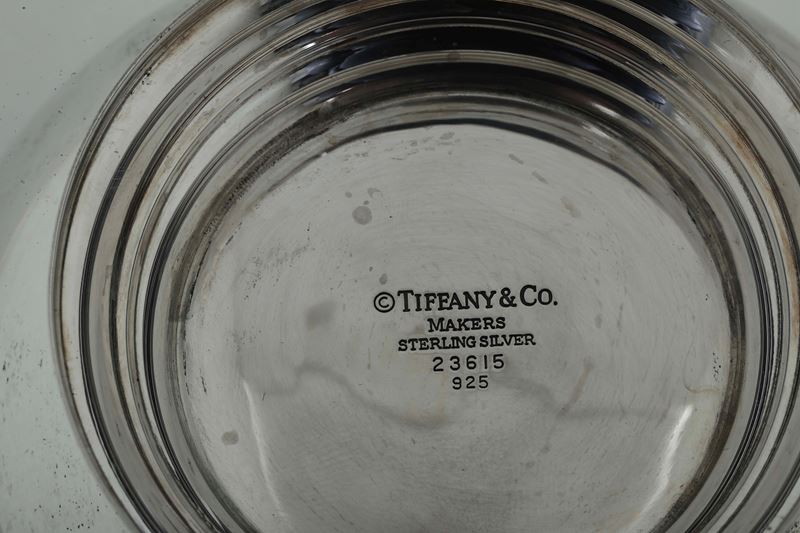 ©TIFFANY & CO.
MAKERS
STERLING SILVER
23615
925